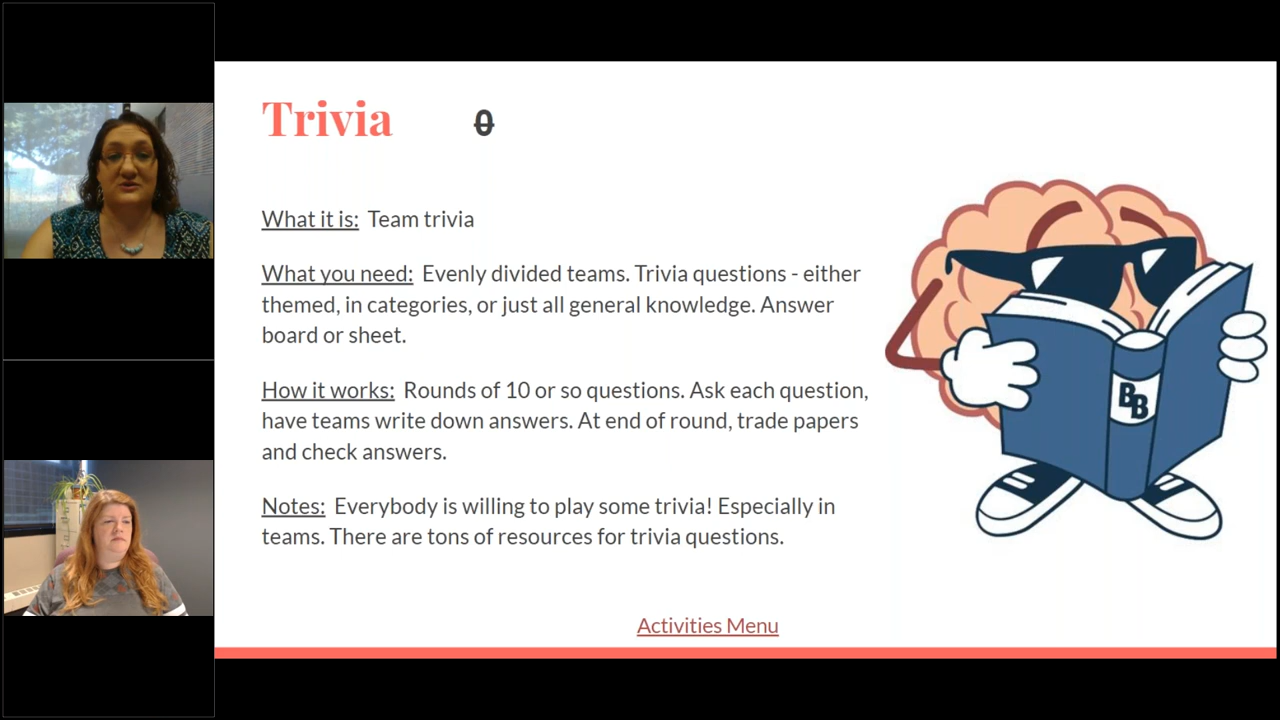 Trivia 0
What it is: Team trivia
What you need: Evenly divided teams. Trivia questions - either
themed, in categories, or just all general knowledge. Answer
board or sheet.
How it works: Rounds of 10 or so questions. Ask each question,
have teams write down answers. At end of round, trade papers
and check answers.
Notes: Everybody is willing to play some trivia! Especially in
teams. There are tons of resources for trivia questions.
BB
Activities Menu